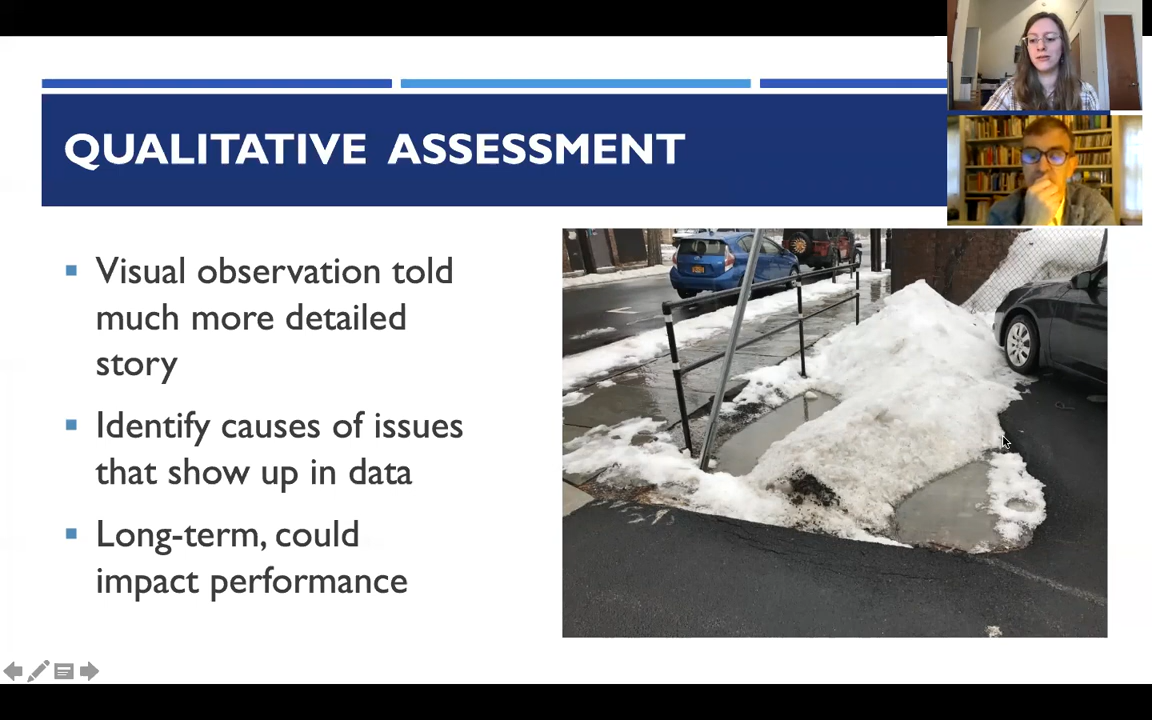 QUALITATIVE ASSESSMENT
Visual observation told
much more detailed
story
Identify causes of issues
that show up in data
Long-term, could
impact performance